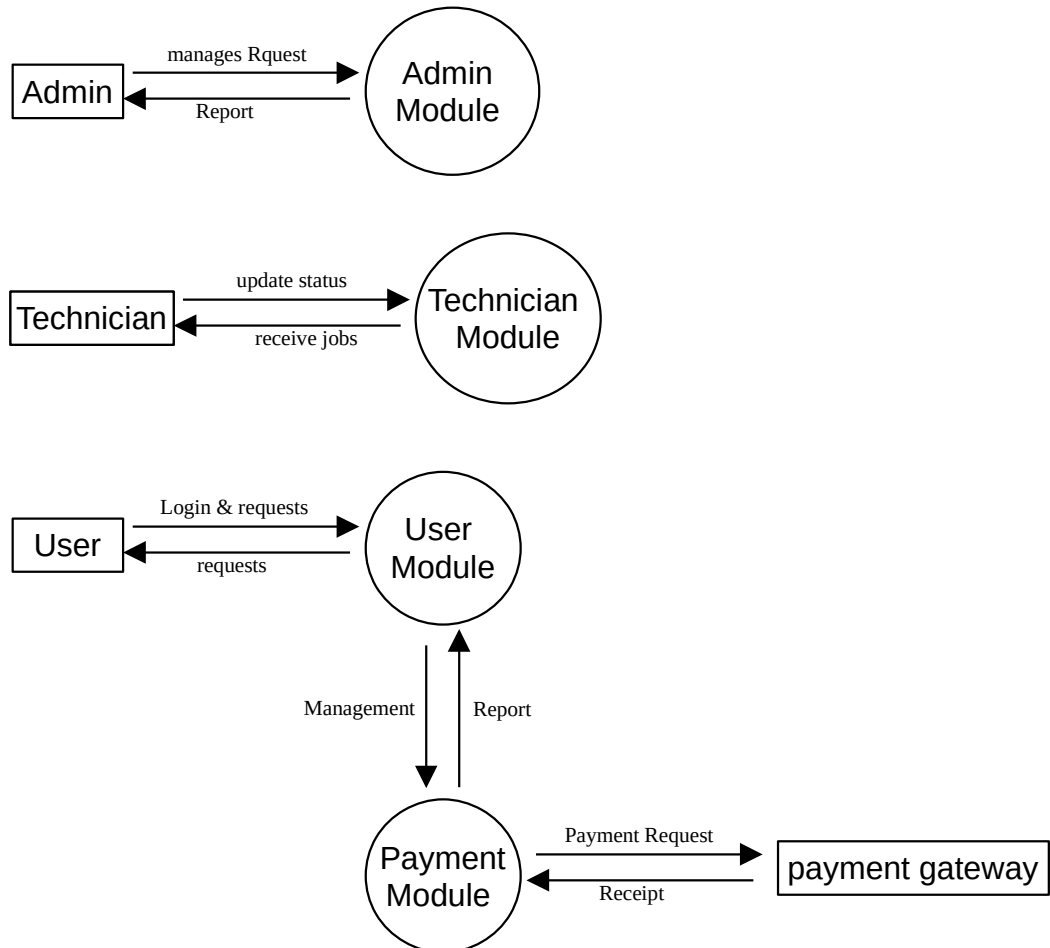 manages Rquest
Admin
Report
Admin
Module
update status
Technician
receive jobs
Technician
Module
Login & requests
User
requests
User
Module
Management
Report
Payment
Module
Payment Request
Receipt
payment gateway